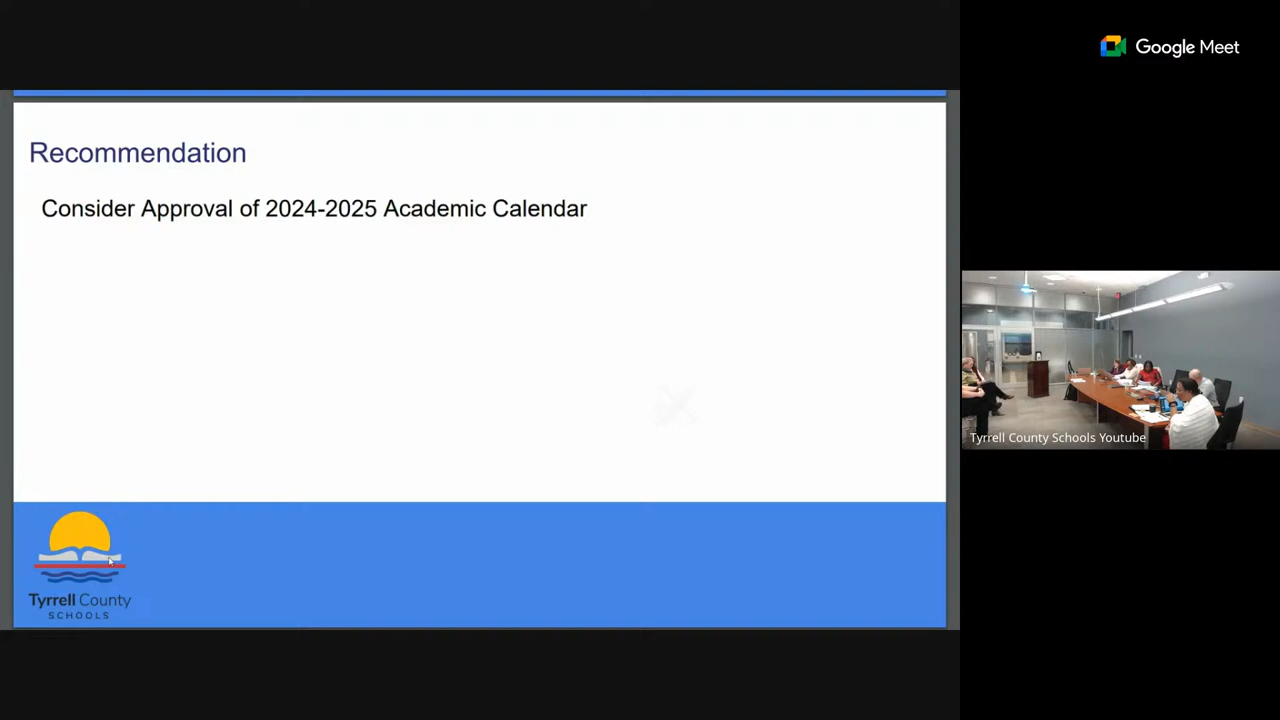 Google Meet
Recommendation
Consider Approval of 2024-2025 Academic Calendar
Tyrrell County Schools Youtube
Tyrrell County
SCHOOLS